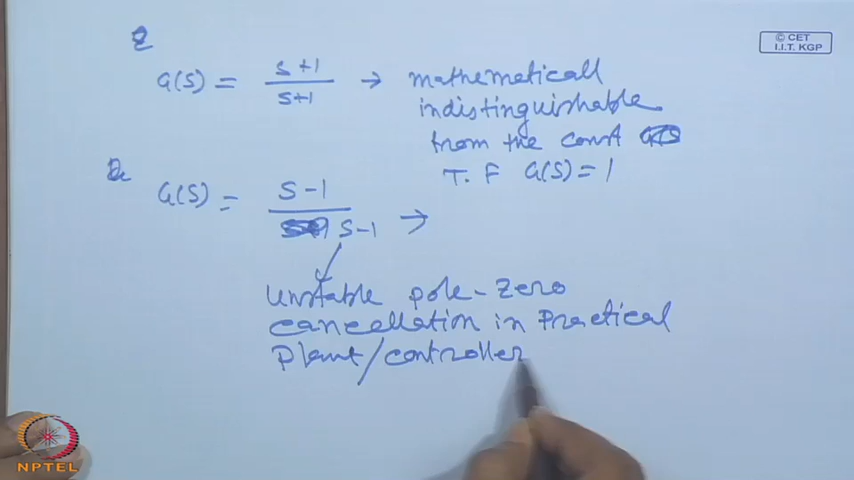 © CET
I.I.T. KGP
G(S) = s+1 / s+1 → mathematicall
indistinguishable
from the const
T.F G(S) = 1
G(S) = s-1 / s-1 →
unstable pole-zero
cancellation in Practical
Plant/controller
NPTEL